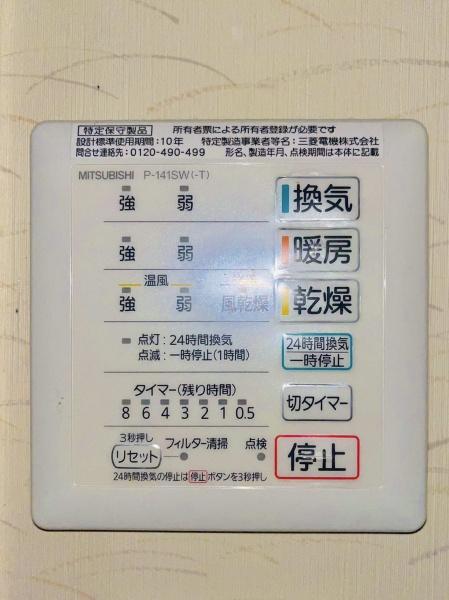 特定保守製品 所有者票による所有者登録が必要です
設計標準使用期間：10年 特定製造事業者等名：三菱電機株式会社
問合せ連絡先：0120-490-499 形名、製造年月、点検期間は本体に記載
MITSUBISHI P-141SW(-T)
強 弱 換気
強 弱 暖房
温風
強 弱 風乾燥 乾燥
点灯：24時間換気
点滅：一時停止(1時間)
24時間換気
一時停止
タイマー(残り時間)
8 6 4 3 2 1 0.5
切タイマー
3秒押し
リセット フィルター清掃 点検
停止
24時間換気の停止は停止ボタンを3秒押し